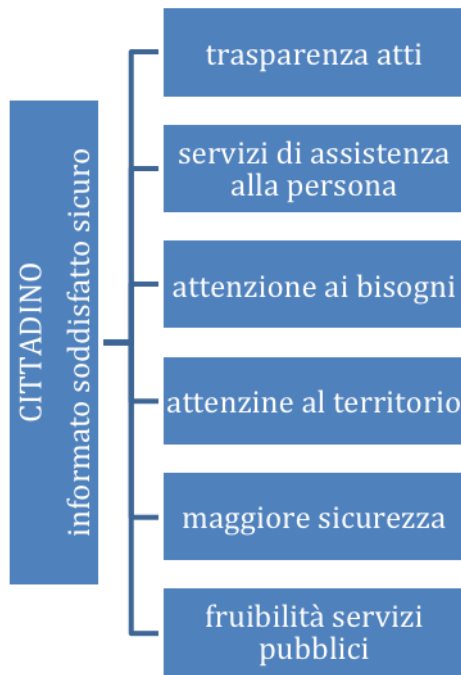 CITTADINO
informato soddisfatto sicuro
trasparenza atti
servizi di assistenza
alla persona
attenzione ai bisogni
attenzine al territorio
maggiore sicurezza
fruibilità servizi
pubblici